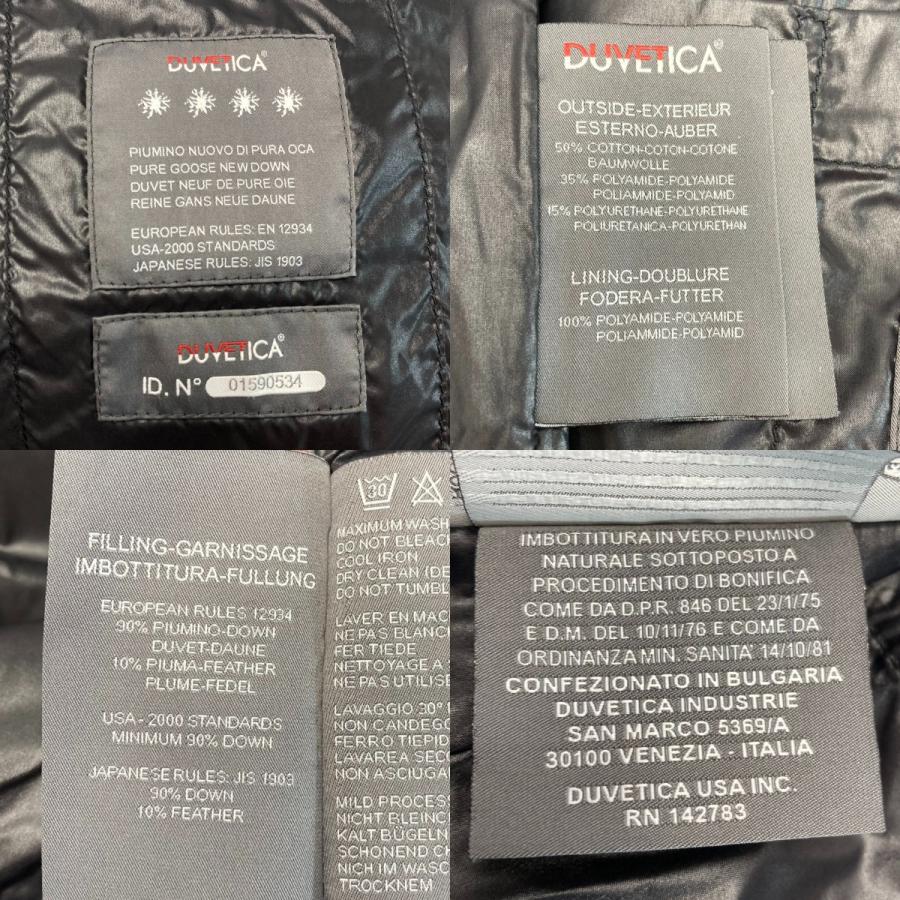 DUVETICA®
PIUMINO NUOVO DI PURA OCA
PURE GOOSE NEW DOWN
DUVET NEUF DE PURE OIE
REINE GANS NEUE DAUNE
EUROPEAN RULES: EN 12934
USA-2000 STANDARDS
JAPANESE RULES: JIS 1903
DUVETICA®
ID. N° 01590534
DUVETICA®
OUTSIDE-EXTERIEUR
ESTERNO-AUBER
50% COTTON-COTON-COTONE
BAUMWOLLE
35% POLYAMIDE-POLYAMIDE
POLIAMMIDE-POLYAMID
15% POLYURETHANE-POLYURETHANE
POLIURETANICA-POLYURETHAN
LINING-DOUBLURE
FODERA-FUTTER
100% POLYAMIDE-POLYAMIDE
POLIAMMIDE-POLYAMID
FILLING-GARNISSAGE
IMBOTTITURA-FULLUNG
EUROPEAN RULES 12934
90% PIUMINO-DOWN
DUVET-DAUNE
10% PIUMA-FEATHER
PLUME-FEDEL
USA- 2000 STANDARDS
MINIMUM 90% DOWN
JAPANESE RULES: JIS 1903
90% DOWN
10% FEATHER
30
MAXIMUM WASH
DO NOT BLEAC
COOL IRON
DRY CLEAN (DE
DO NOT TUMBL
LAVER EN MAC
NE PAS BLANC
FER TIEDE
NETTOYAGE A
NE PAS UTILISE
LAVAGGIO 30°
NON CANDEGG
FERRO TIEPID
LAVAREA SECC
NON ASCIUGA
MILD PROCES
NICHT BLEINC
KALT BÜGELN
SCHONEND CH
NICH IM WASC
TROCKNEM
IMBOTTITURA IN VERO PIUMINO
NATURALE SOTTOPOSTO A
PROCEDIMENTO DI BONIFICA
COME DA D.P.R. 846 DEL 23/1/75
E D.M. DEL 10/11/76 E COME DA
ORDINANZA MIN. SANITA' 14/10/81
CONFEZIONATO IN BULGARIA
DUVETICA INDUSTRIE
SAN MARCO 5369/A
30100 VENEZIA - ITALIA
DUVETICA USA INC.
RN 142783